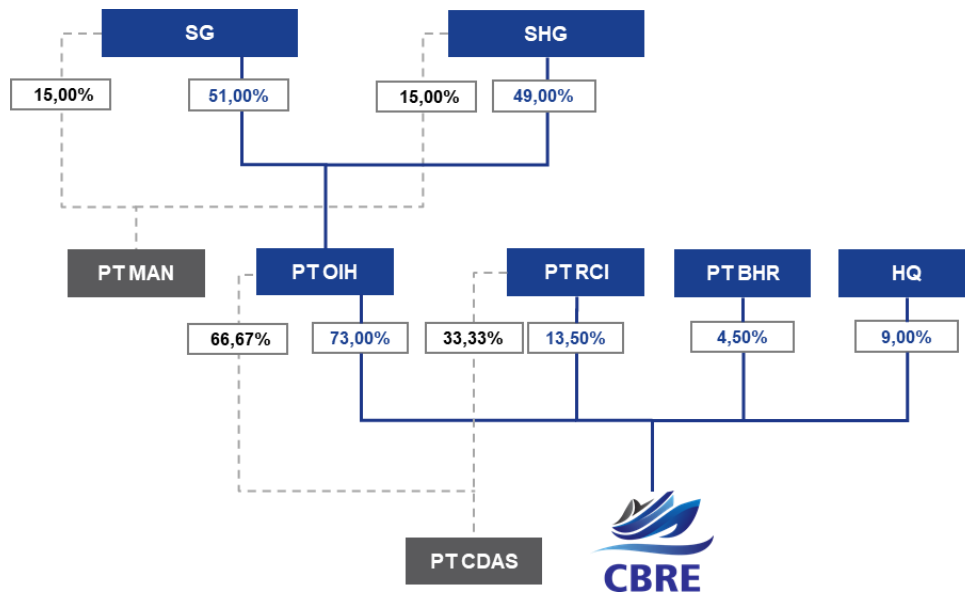 SG
SHG
15,00%
51,00%
15,00%
49,00%
PT MAN
PT OIH
PT RCI
PT BHR
HQ
66,67%
73,00%
33,33%
13,50%
4,50%
9,00%
PT CDAS
CBRE